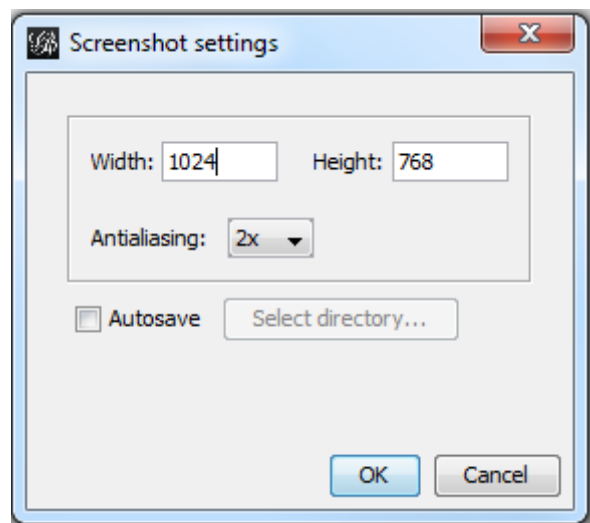 Screenshot settings
Width: 1024 Height: 768
Antialiasing: 2x
Autosave Select directory...
OK Cancel